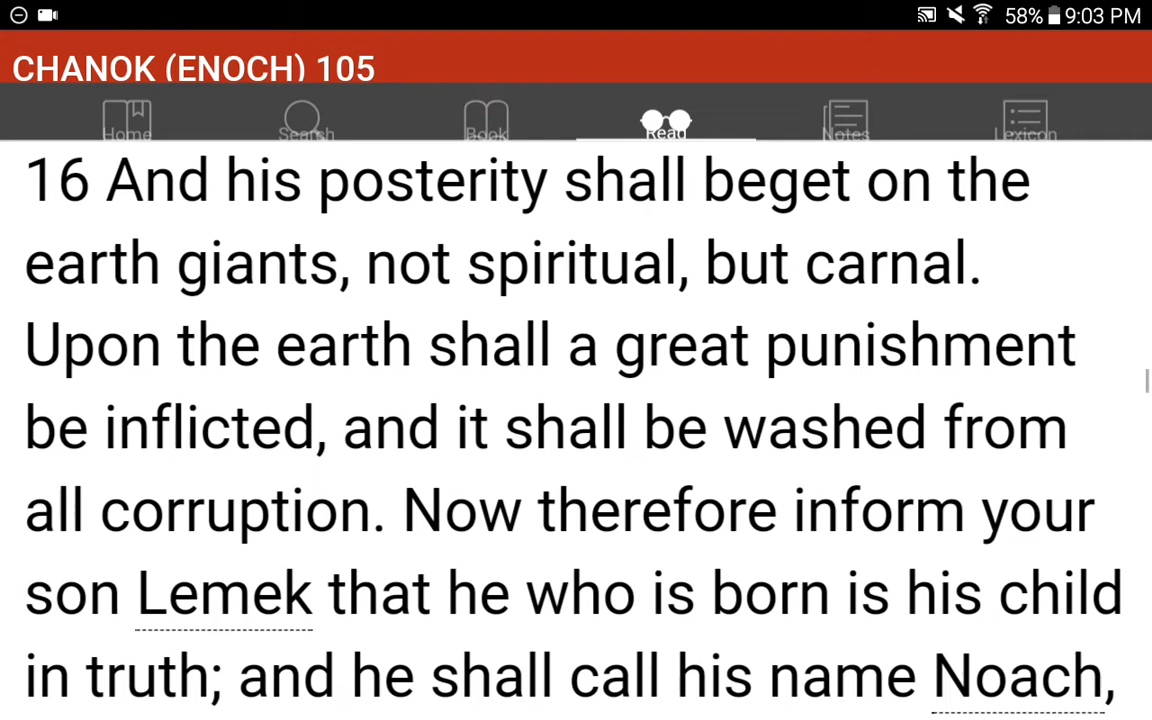 58% 9:03 PM
CHANOK (ENOCH) 105
Home Search Book Read Notes Lexicon
16 And his posterity shall beget on the
earth giants, not spiritual, but carnal.
Upon the earth shall a great punishment
be inflicted, and it shall be washed from
all corruption. Now therefore inform your
son Lemek that he who is born is his child
in truth; and he shall call his name Noach,